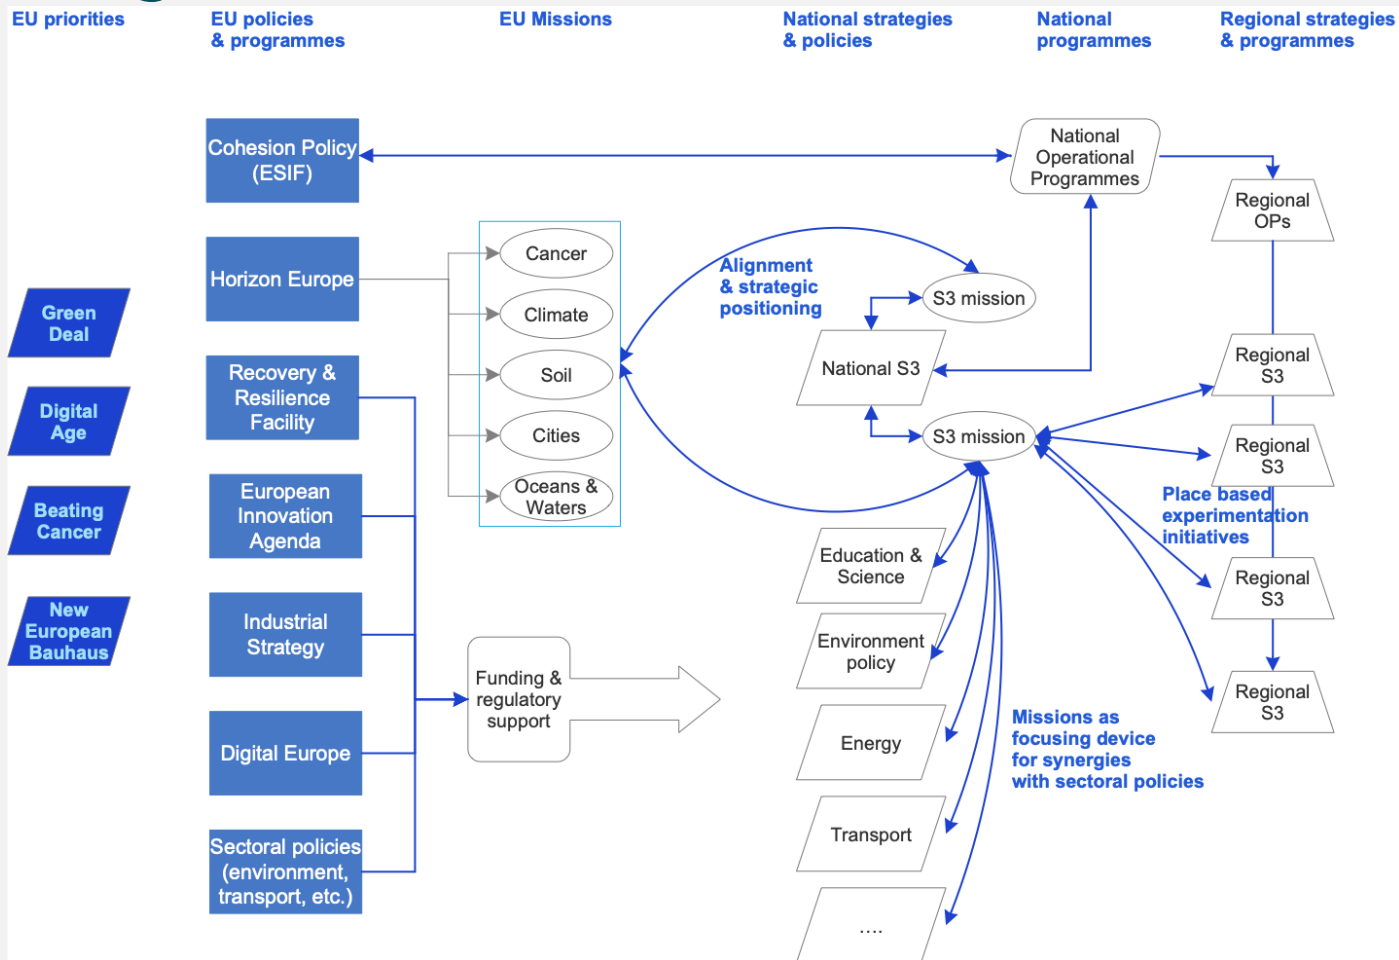 EU priorities
EU policies
& programmes
EU Missions
National strategies
& policies
National
programmes
Regional strategies
& programmes
Green
Deal
Digital
Age
Beating
Cancer
New
European
Bauhaus
Cohesion Policy
(ESIF)
Horizon Europe
Recovery &
Resilience
Facility
European
Innovation
Agenda
Industrial
Strategy
Digital Europe
Sectoral policies
(environment,
transport, etc.)
Cancer
Climate
Soil
Cities
Oceans &
Waters
Funding &
regulatory
support
Alignment
& strategic
positioning
S3 mission
National S3
S3 mission
Education &
Science
Environment
policy
Energy
Transport
....
National
Operational
Programmes
Missions as
focusing device
for synergies
with sectoral policies
Regional
OPs
Regional
S3
Regional
S3
Place based
experimentation
initiatives
Regional
S3
Regional
S3